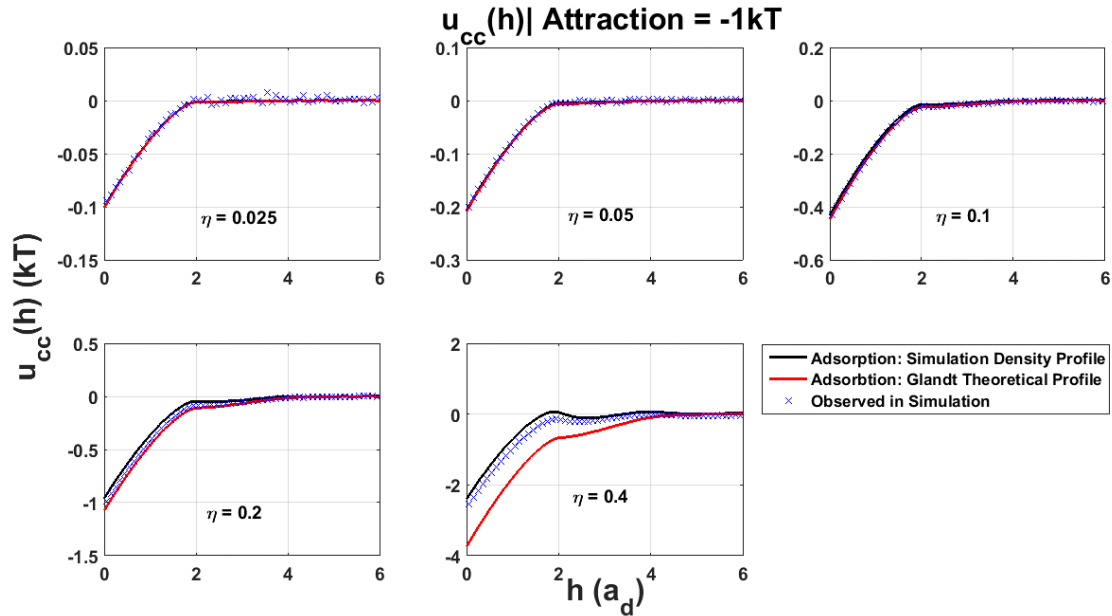 u_cc(h)| Attraction = -1kT
0.05
0
-0.05
-0.1
-0.15
0 2 4 6
η = 0.025
0.1
0
-0.1
-0.2
-0.3
0 2 4 6
η = 0.05
0.2
0
-0.2
-0.4
-0.6
0 2 4 6
η = 0.1
u_cc(h) (kT)
0.5
0
-0.5
-1
-1.5
0 2 4 6
η = 0.2
2
0
-2
-4
0 2 4 6
η = 0.4
h (a_d)
Adsorption: Simulation Density Profile
Adsorbtion: Glandt Theoretical Profile
Observed in Simulation